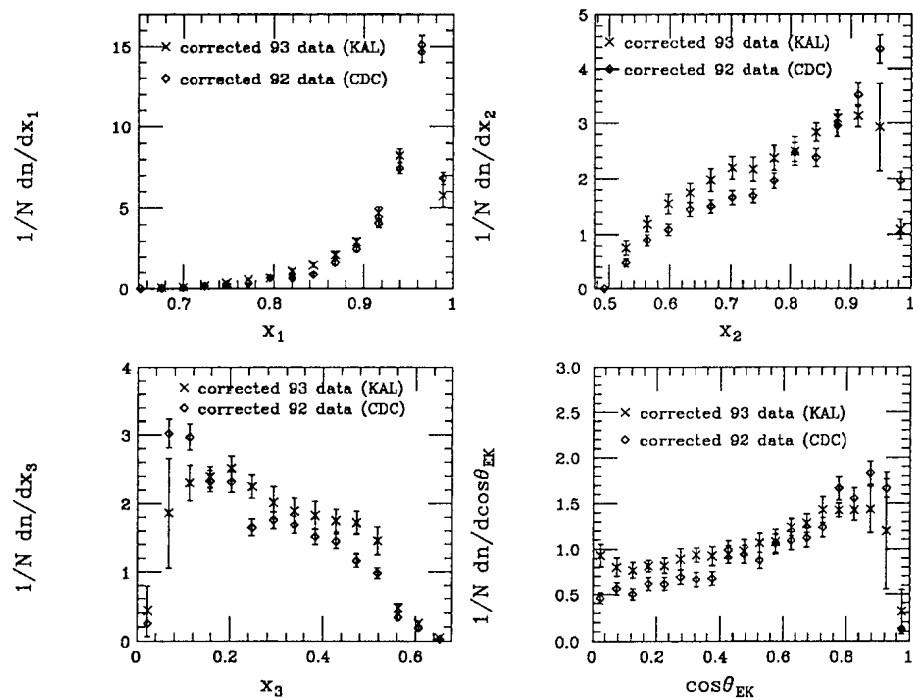 15
10
5
0
0.7
0.8
0.9
1
× corrected 93 data (KAL)
◇ corrected 92 data (CDC)
1/N dn/dx₁
x₁
5
4
3
2
1
0
0.5
0.6
0.7
0.8
0.9
1
× corrected 93 data (KAL)
◇ corrected 92 data (CDC)
1/N dn/dx₂
x₂
4
3
2
1
0
0
0.2
0.4
0.6
× corrected 93 data (KAL)
◇ corrected 92 data (CDC)
1/N dn/dx₃
x₃
3.0
2.5
2.0
1.5
1.0
0.5
0.0
0
0.2
0.4
0.6
0.8
1
× corrected 93 data (KAL)
◇ corrected 92 data (CDC)
1/N dn/dcosθ_EK
cosθ_EK